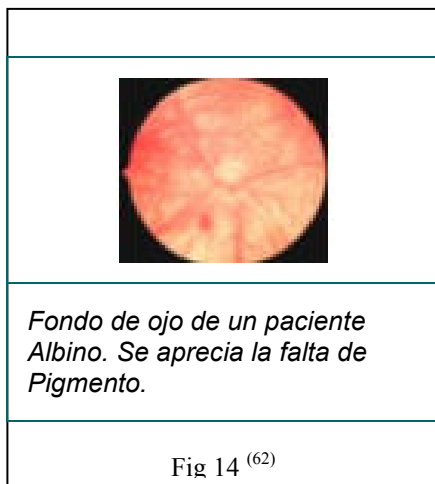 Fondo de ojo de un paciente
Albino. Se aprecia la falta de
Pigmento.
Fig 14 (62)